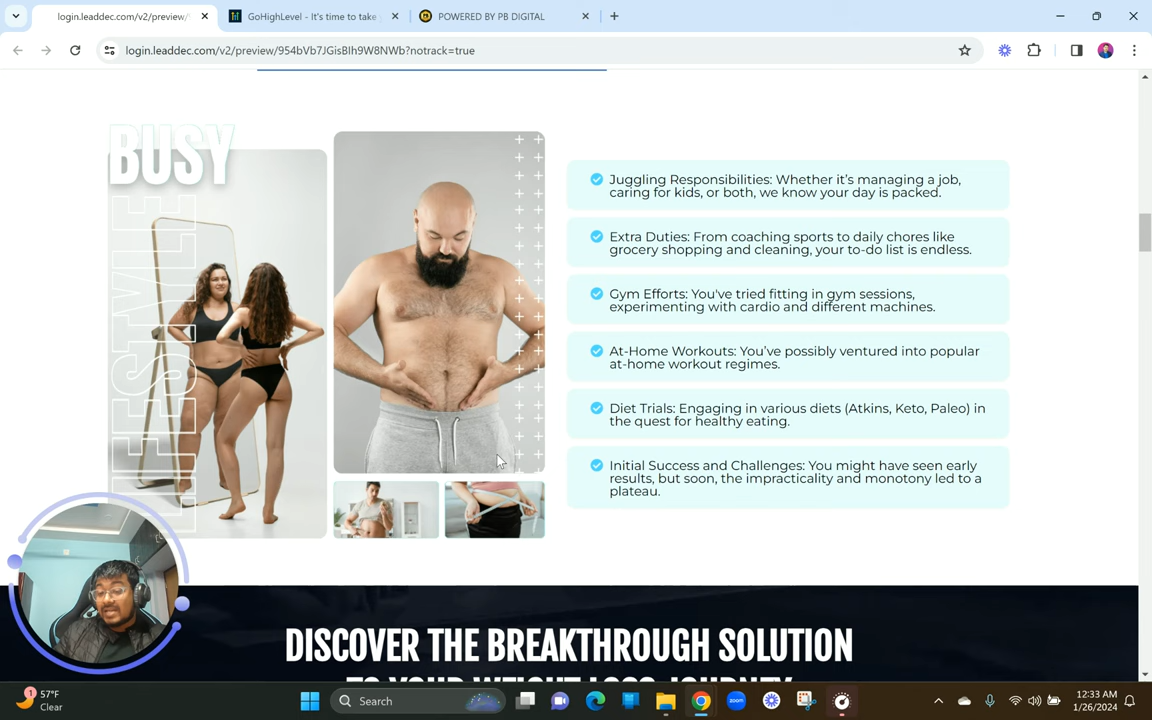 login.leaddec.com/v2/preview/
GoHighLevel - It's time to take
POWERED BY PB DIGITAL
login.leaddec.com/v2/preview/954bVb7JGisBIh9W8NWb?notrack=true
BUSY
LIFESTYLE
Juggling Responsibilities: Whether it's managing a job,
caring for kids, or both, we know your day is packed.
Extra Duties: From coaching sports to daily chores like
grocery shopping and cleaning, your to-do list is endless.
Gym Efforts: You've tried fitting in gym sessions,
experimenting with cardio and different machines.
At-Home Workouts: You've possibly ventured into popular
at-home workout regimes.
Diet Trials: Engaging in various diets (Atkins, Keto, Paleo) in
the quest for healthy eating.
Initial Success and Challenges: You might have seen early
results, but soon, the impracticality and monotony led to a
plateau.
DISCOVER THE BREAKTHROUGH SOLUTION
TO YOUR WEIGHT LOSS JOURNEY
1
57°F
Clear
Search
zoom
12:33 AM
1/26/2024